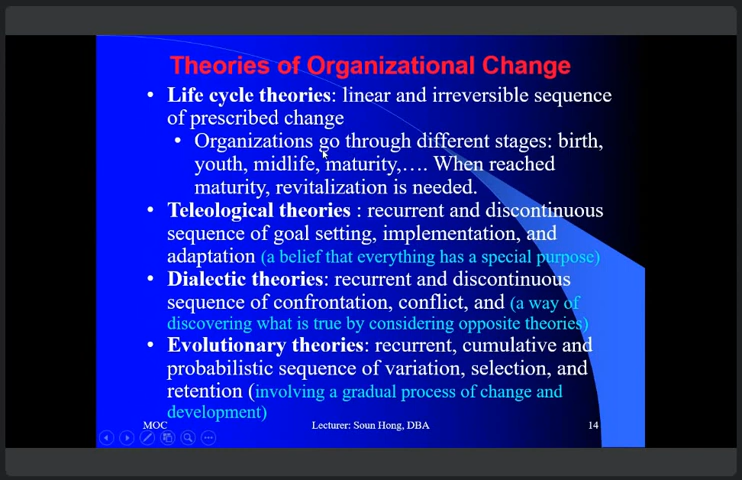 Theories of Organizational Change
• Life cycle theories: linear and irreversible sequence
of prescribed change
• Organizations go through different stages: birth,
youth, midlife, maturity,…. When reached
maturity, revitalization is needed.
• Teleological theories : recurrent and discontinuous
sequence of goal setting, implementation, and
adaptation (a belief that everything has a special purpose)
• Dialectic theories: recurrent and discontinuous
sequence of confrontation, conflict, and (a way of
discovering what is true by considering opposite theories)
• Evolutionary theories: recurrent, cumulative and
probabilistic sequence of variation, selection, and
retention (involving a gradual process of change and
development)
MOC Lecturer: Soun Hong, DBA 14